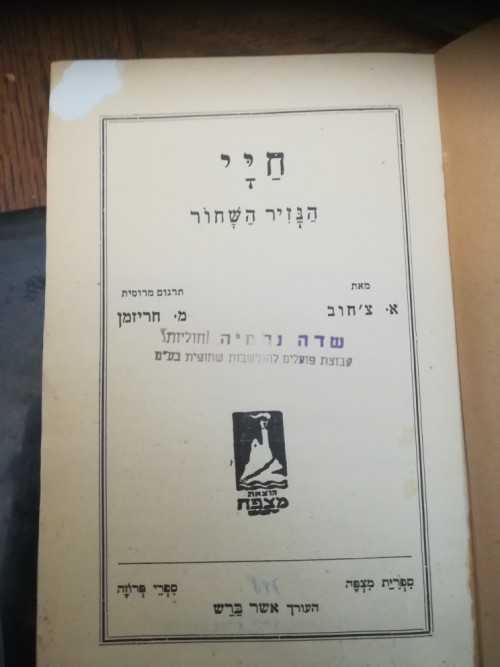 חַיַּי
הַנָּזִיר הַשָּׁחוֹר
מאת
א. צ'חוב
תרגום מרוסית
מ. חריזמן
שדה נחמיה (חוליות)
קבוצת פועלים להתישבות שתופית בע"מ
הוצאת
מצפה
סִפְרִיַּת מִצְפֶּה
סִפְרֵי פְּרוֹזָה
העורך אשר בַּרַשׁ